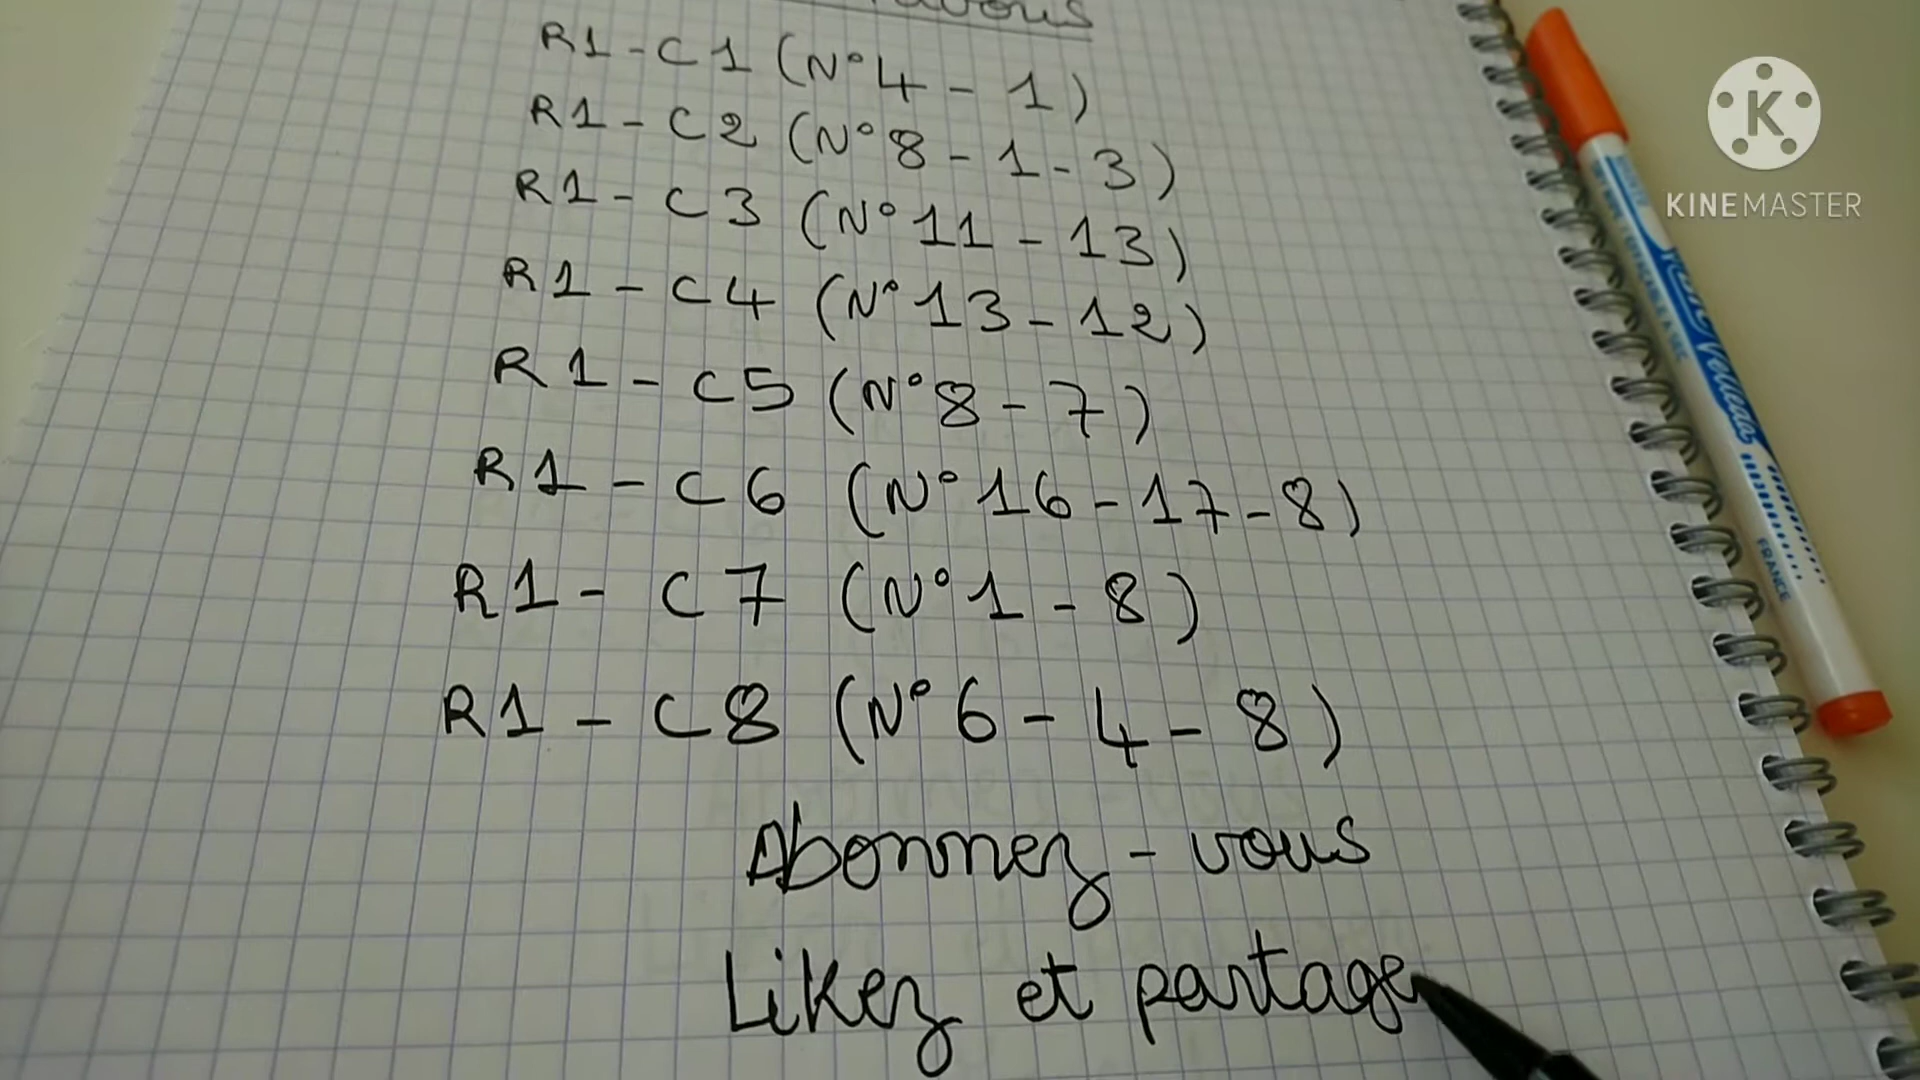 R1 - C1 (N°4 - 1)
R1 - C2 (N°8 - 1 - 3)
R1 - C3 (N°11 - 13)
R1 - C4 (N°13 - 12)
R1 - C5 (N°8 - 7)
R1 - C6 (N°16 - 17 - 8)
R1 - C7 (N°1 - 8)
R1 - C8 (N°6 - 4 - 8)
Abonnez - vous
Likez et partage
K
KINEMASTER
Velleda
FRANCE